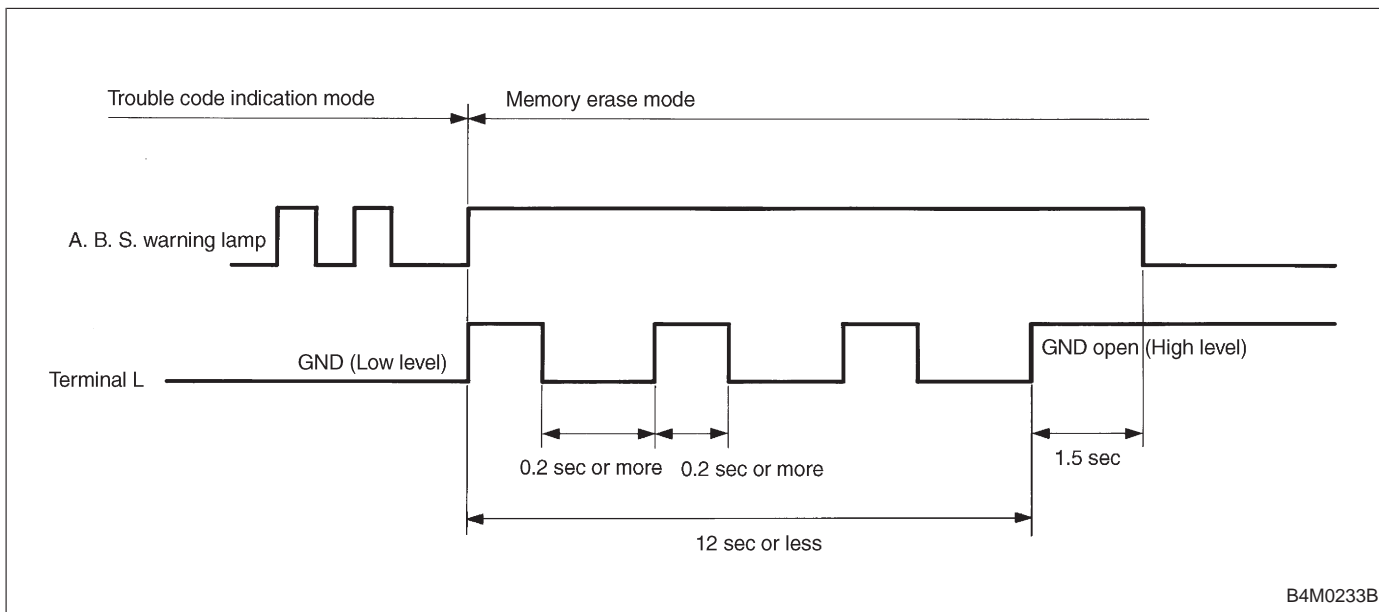 Trouble code indication mode
Memory erase mode
A. B. S. warning lamp
GND (Low level)
GND open (High level)
Terminal L
0.2 sec or more
0.2 sec or more
1.5 sec
12 sec or less
B4M0233B